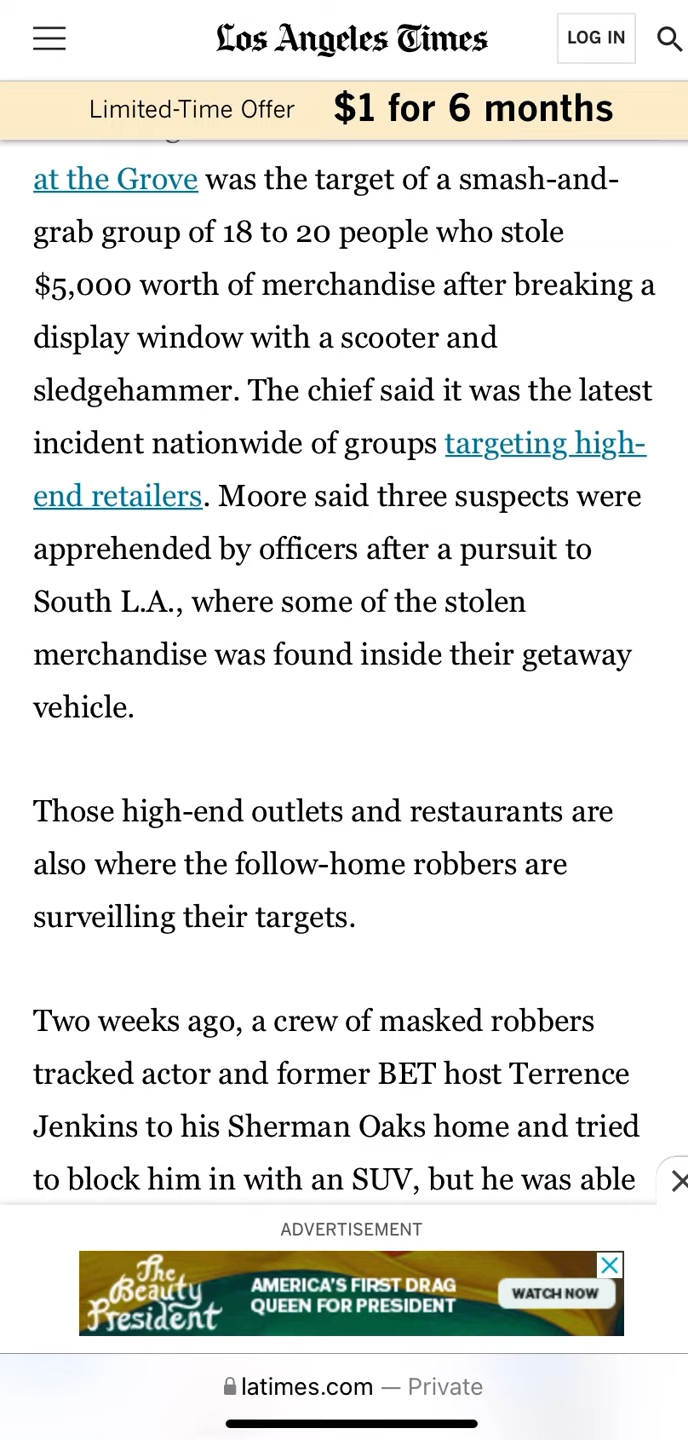 Los Angeles Times
LOG IN
Limited-Time Offer $1 for 6 months
at the Grove was the target of a smash-and-
grab group of 18 to 20 people who stole
$5,000 worth of merchandise after breaking a
display window with a scooter and
sledgehammer. The chief said it was the latest
incident nationwide of groups targeting high-
end retailers. Moore said three suspects were
apprehended by officers after a pursuit to
South L.A., where some of the stolen
merchandise was found inside their getaway
vehicle.
Those high-end outlets and restaurants are
also where the follow-home robbers are
surveilling their targets.
Two weeks ago, a crew of masked robbers
tracked actor and former BET host Terrence
Jenkins to his Sherman Oaks home and tried
to block him in with an SUV, but he was able
ADVERTISEMENT
The
Beauty
President
AMERICA'S FIRST DRAG
QUEEN FOR PRESIDENT
WATCH NOW
latimes.com — Private